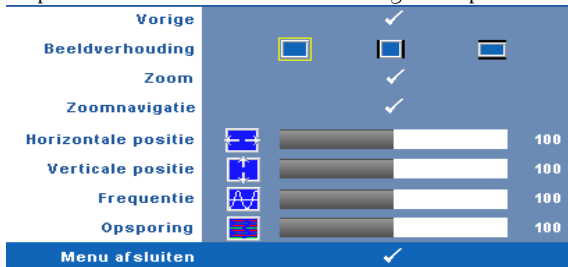 Vorige
Beeldverhouding
Zoom
Zoomnavigatie
Horizontale positie 100
Verticale positie 100
Frequentie 100
Opsporing 100
Menu afsluiten